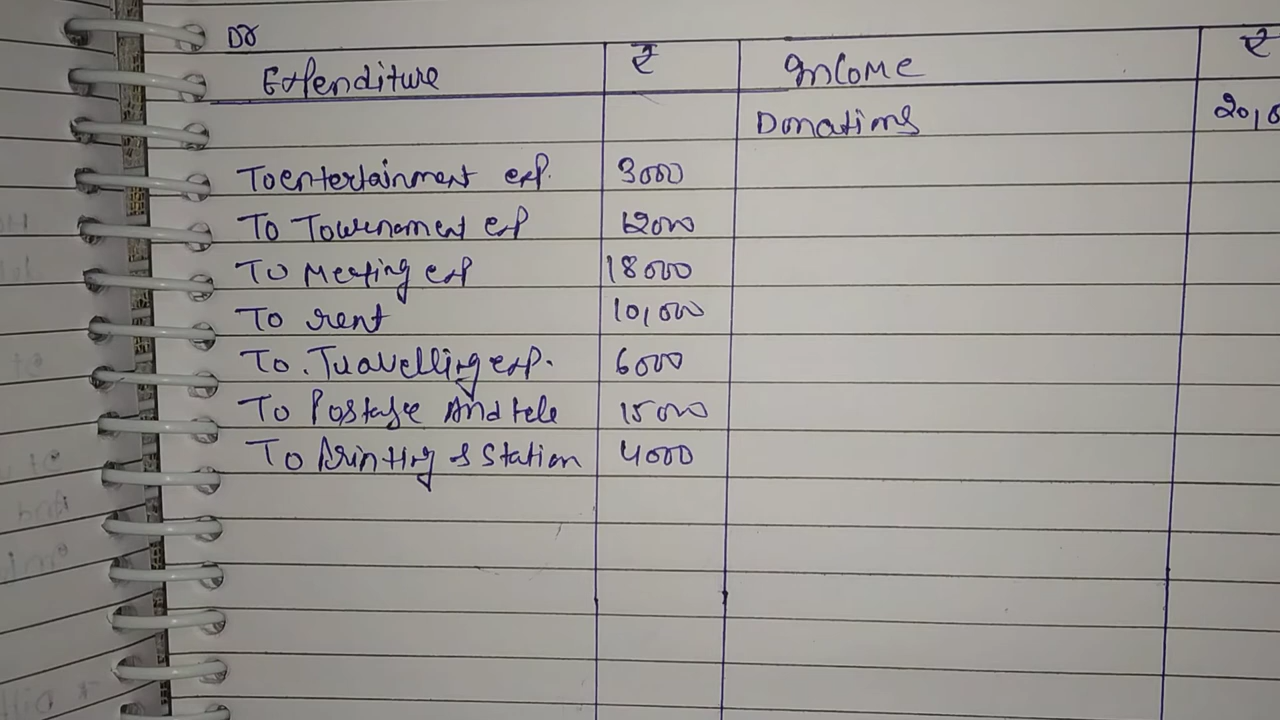 Dr
Expenditure ₹ Income ₹
Donations 20,0
To entertainment exp. 3000
To Tournament exp 12000
To Meeting exp 18000
To rent 10,000
To. Travelling exp. 6000
To Postage And tele 15000
To Printing & Station 4000